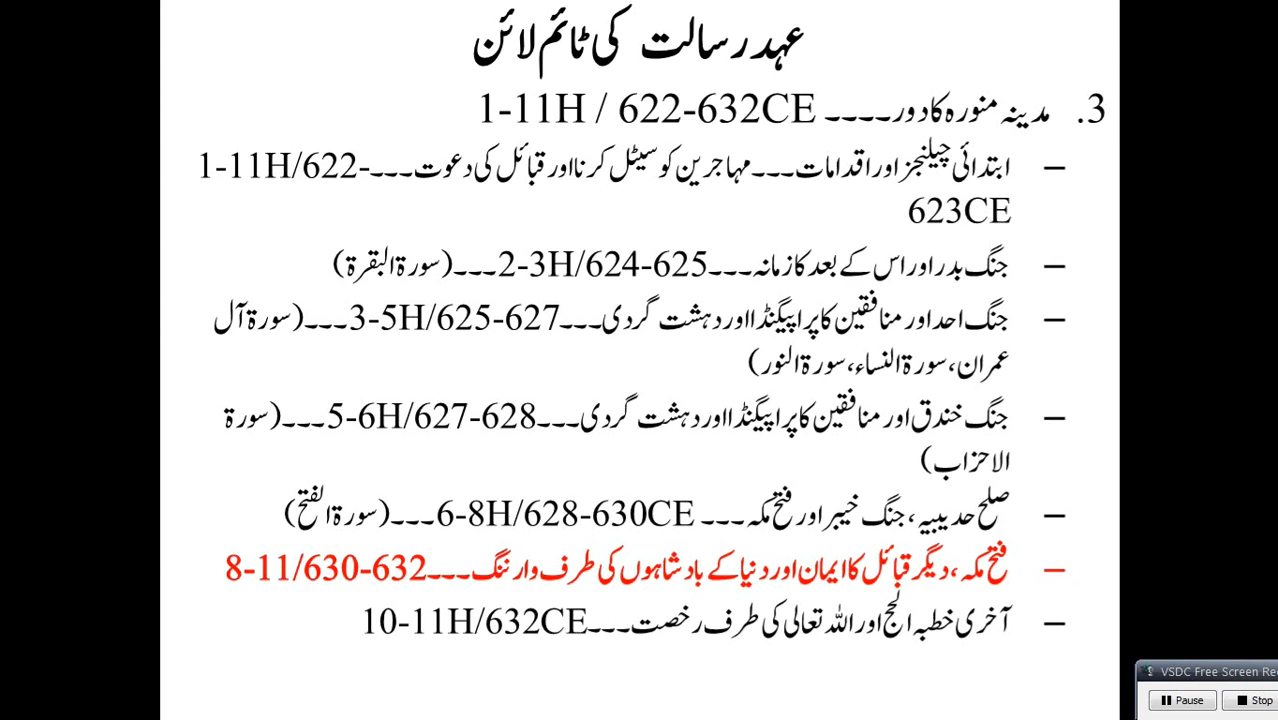 عہد رسالت کی ٹائم لائن
3. مدینہ منورہ کا دور۔۔۔۔ 1-11H / 622-632CE
– ابتدائی چیلنجز اور اقدامات۔۔۔مہاجرین کو سیٹل کرنا اور قبائل کی دعوت۔۔۔1-11H/622-
623CE
– جنگ بدر اور اس کے بعد کا زمانہ۔۔۔2-3H/624-625۔۔۔(سورۃ البقرۃ)
– جنگ احد اور منافقین کا پراپیگنڈا اور دہشت گردی۔۔۔3-5H/625-627۔۔۔(سورۃ آل
عمران، سورۃ النساء، سورۃ النور)
– جنگ خندق اور منافقین کا پراپیگنڈا اور دہشت گردی۔۔۔5-6H/627-628۔۔۔(سورۃ
الاحزاب)
– صلح حدیبیہ، جنگ خیبر اور فتح مکہ۔۔۔ 6-8H/628-630CE۔۔۔(سورۃ الفتح)
– فتح مکہ، دیگر قبائل کا ایمان اور دنیا کے بادشاہوں کی طرف وارننگ۔۔۔8-11/630-632
– آخری خطبہ الحج اور اللہ تعالی کی طرف رخصت۔۔۔10-11H/632CE
VSDC Free Screen Re
Pause
Stop